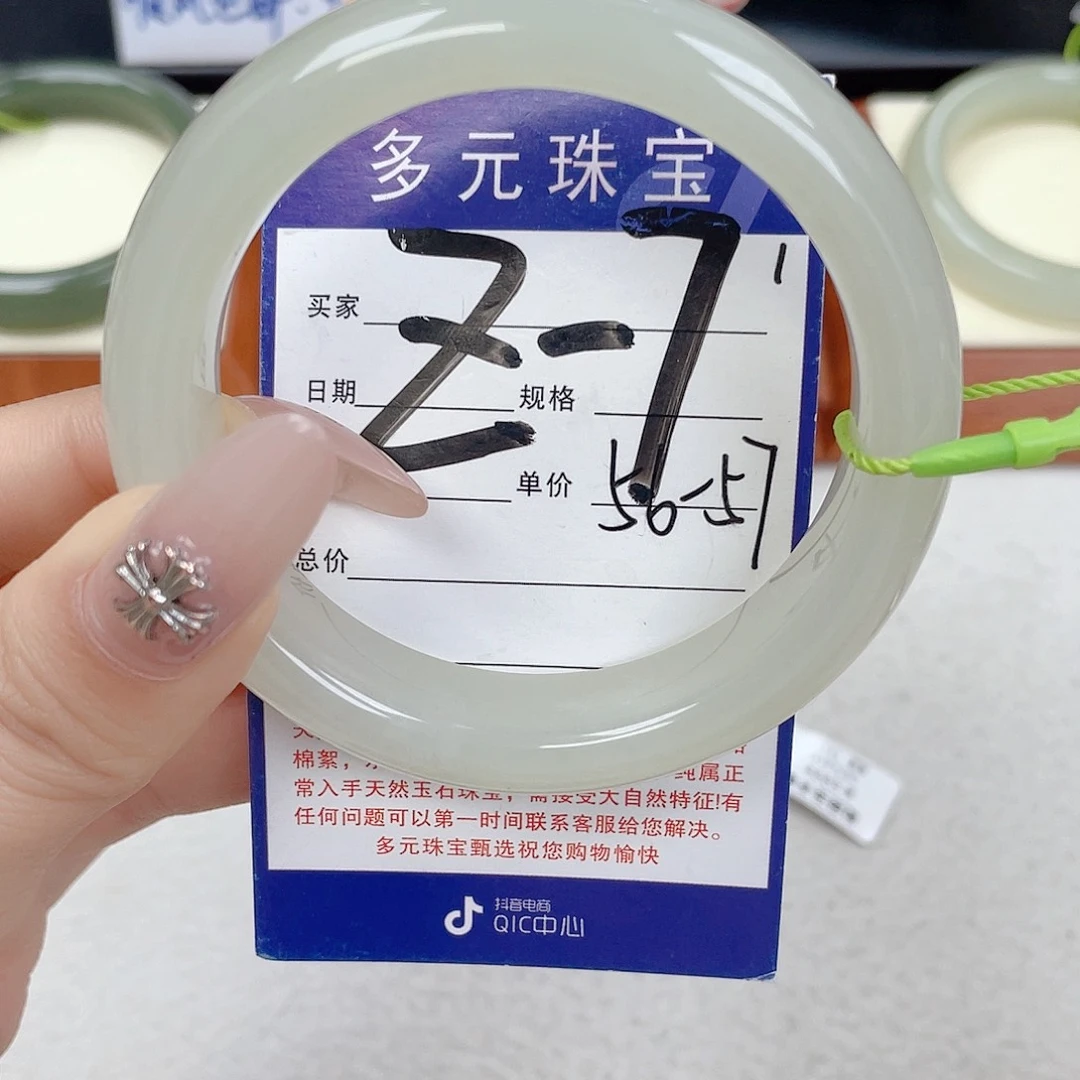 多元珠宝
Z-7
买家
日期 规格
单价
56-57
总价
棉絮，
纯属正
常入手天然玉石珠宝，需接受大自然特征!有
任何问题可以第一时间联系客服给您解决。
多元珠宝甄选祝您购物愉快
抖音电商
QIC中心